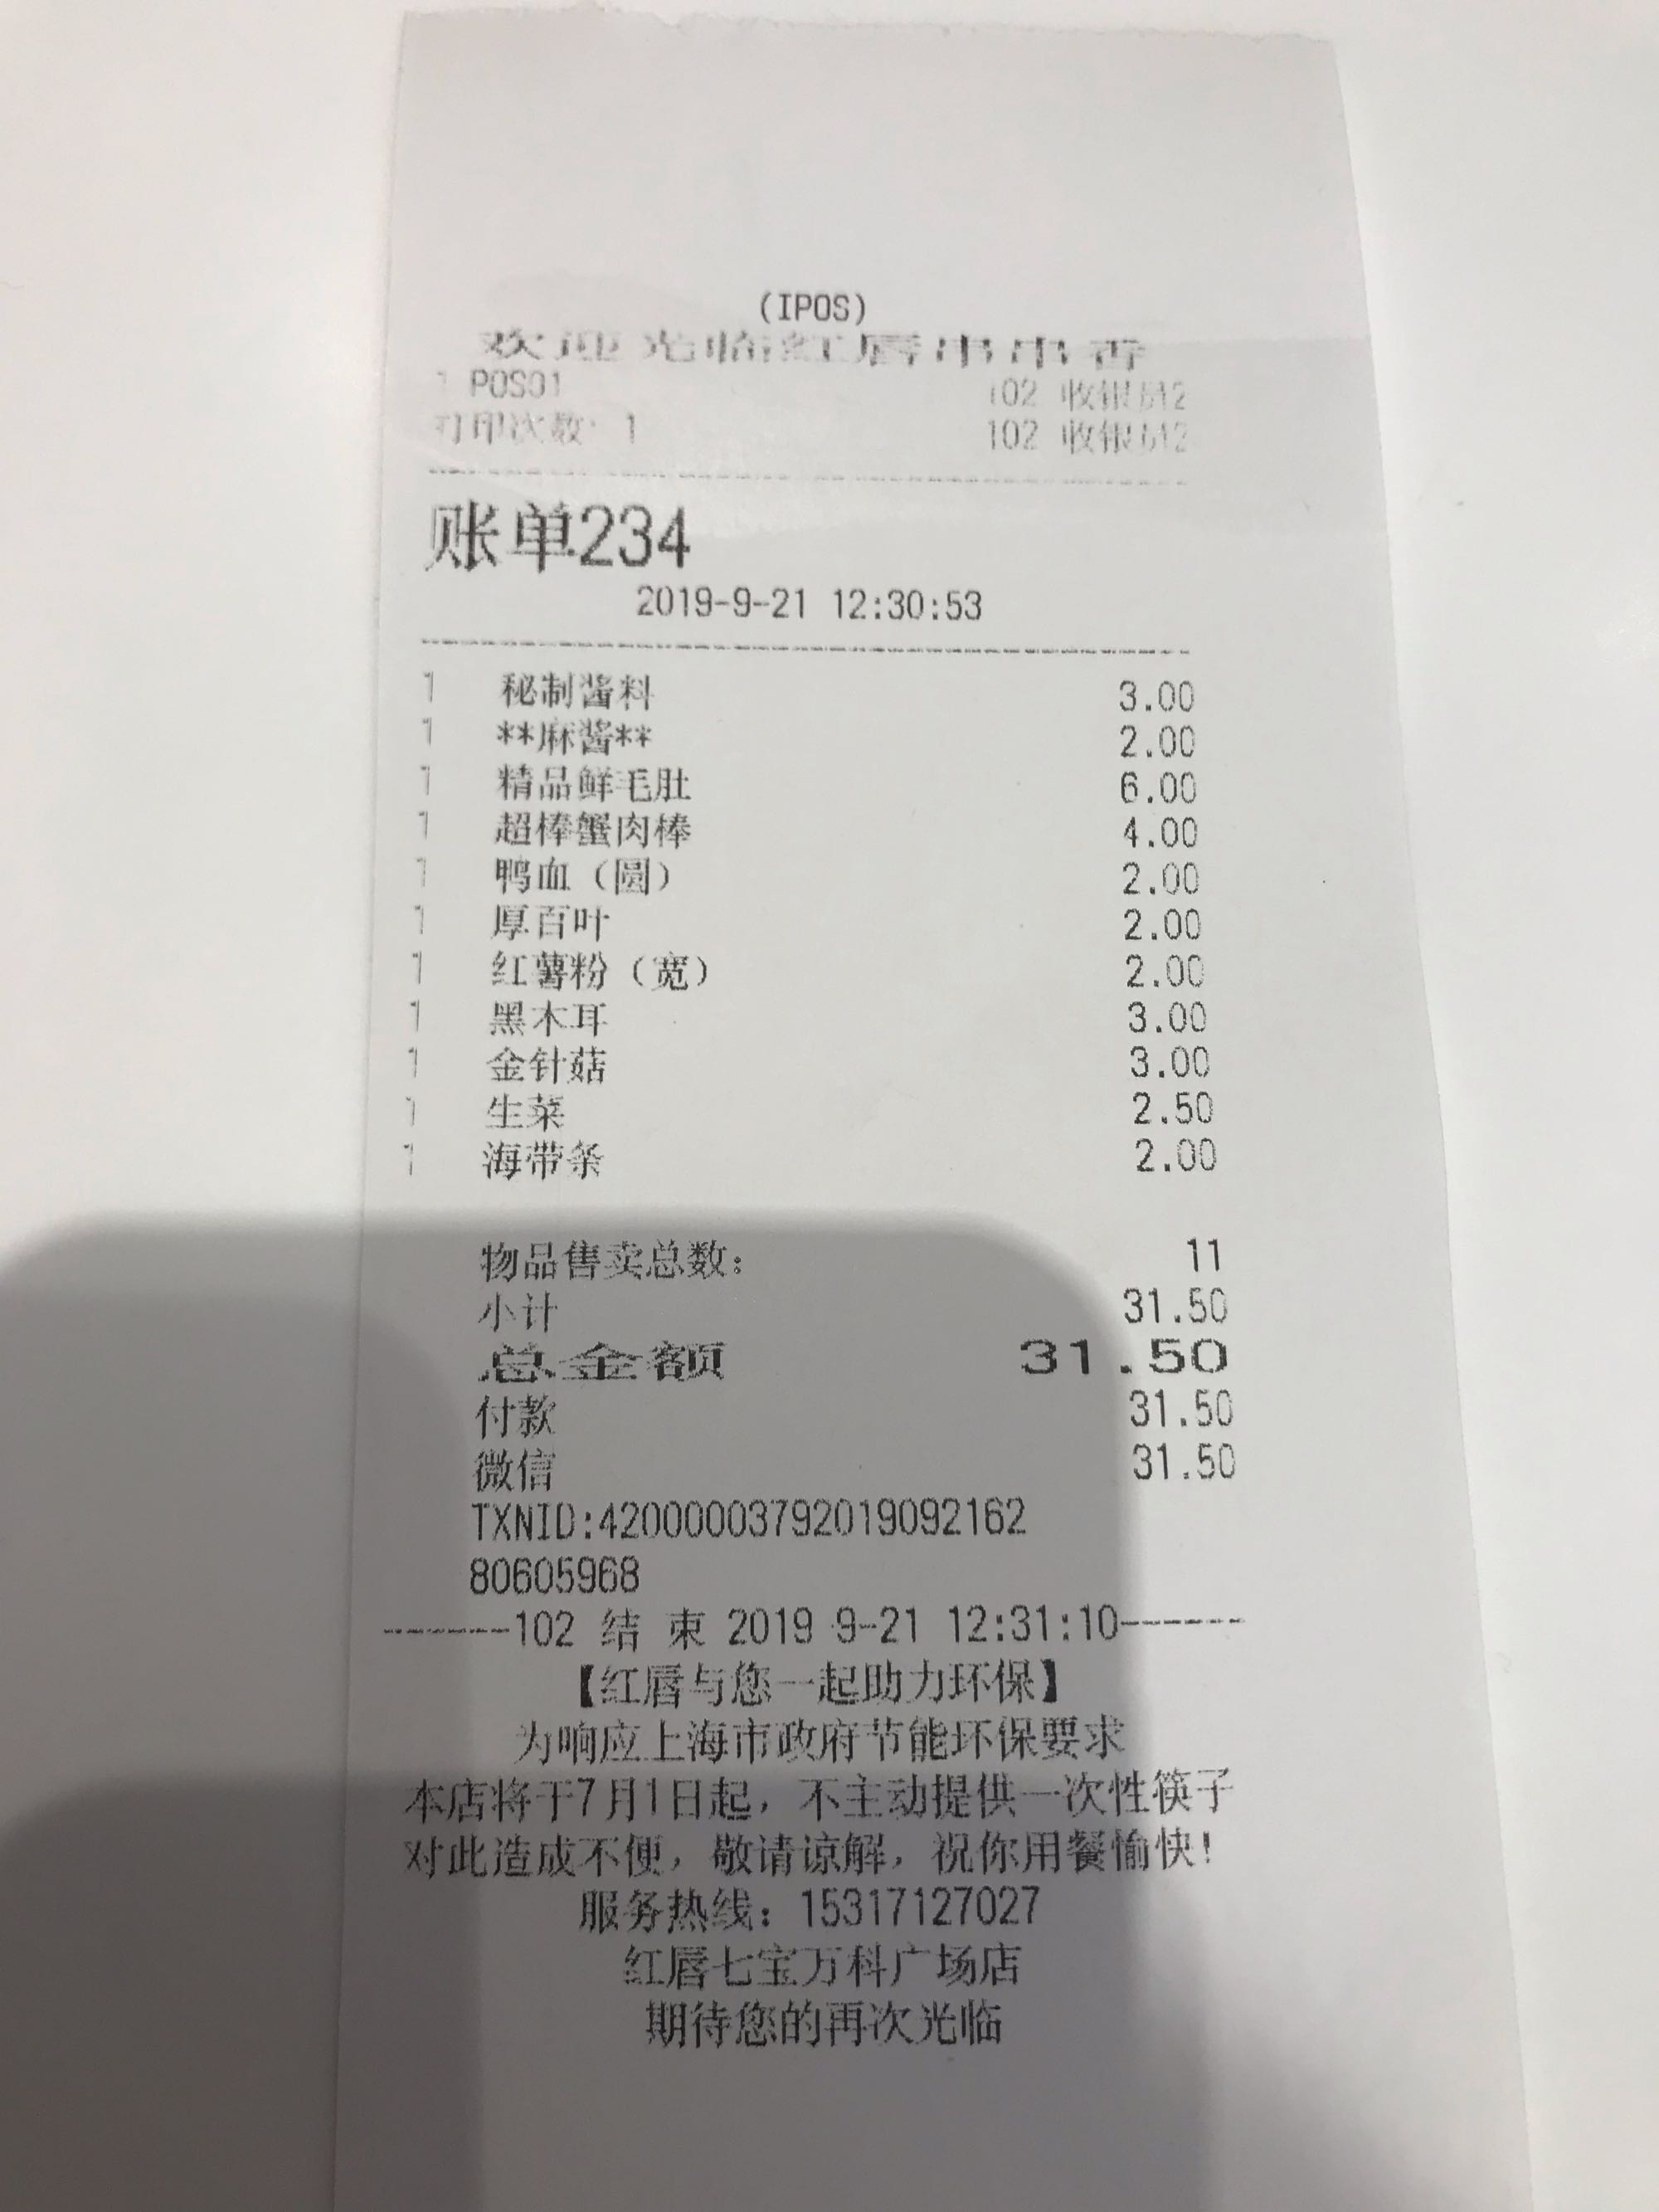 (IPOS)
欢迎光临红唇串串香
1 POS01 102 收银员2
打印次数: 1 102 收银员2
账单234
2019-9-21 12:30:53
1 秘制酱料 3.00
1 **麻酱** 2.00
1 精品鲜毛肚 6.00
1 超棒蟹肉棒 4.00
1 鸭血（圆） 2.00
1 厚百叶 2.00
1 红薯粉（宽） 2.00
1 黑木耳 3.00
1 金针菇 3.00
1 生菜 2.50
1 海带条 2.00
物品售卖总数: 11
小计 31.50
总金额 31.50
付款 31.50
微信 31.50
TXNID:42000003792019092162
80605968
------102 结 束 2019 9-21 12:31:10------
【红唇与您一起助力环保】
为响应上海市政府节能环保要求
本店将于7月1日起，不主动提供一次性筷子
对此造成不便，敬请谅解，祝你用餐愉快!
服务热线：15317127027
红唇七宝万科广场店
期待您的再次光临